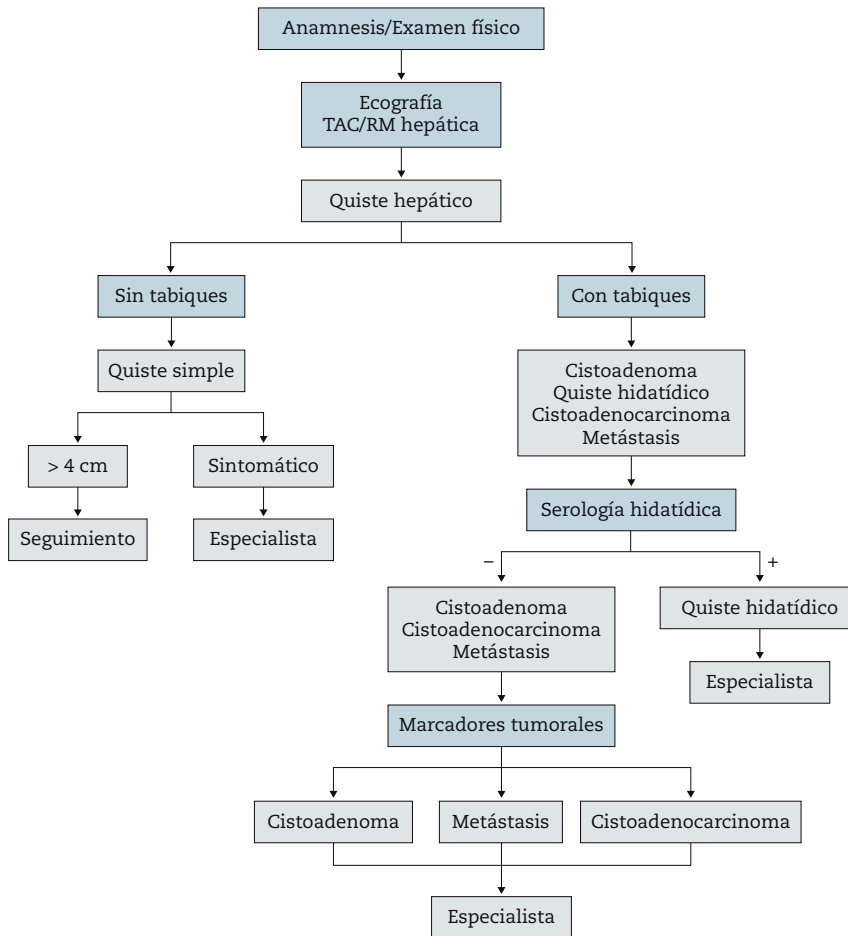 Anamnesis/Examen físico
Ecografía
TAC/RM hepática
Quiste hepático
Sin tabiques
Con tabiques
Quiste simple
Cistoadenoma
Quiste hidatídico
Cistoadenocarcinoma
Metástasis
> 4 cm
Sintomático
Seguimiento
Especialista
Serología hidatídica
–
+
Cistoadenoma
Cistoadenocarcinoma
Metástasis
Quiste hidatídico
Especialista
Marcadores tumorales
Cistoadenoma
Metástasis
Cistoadenocarcinoma
Especialista